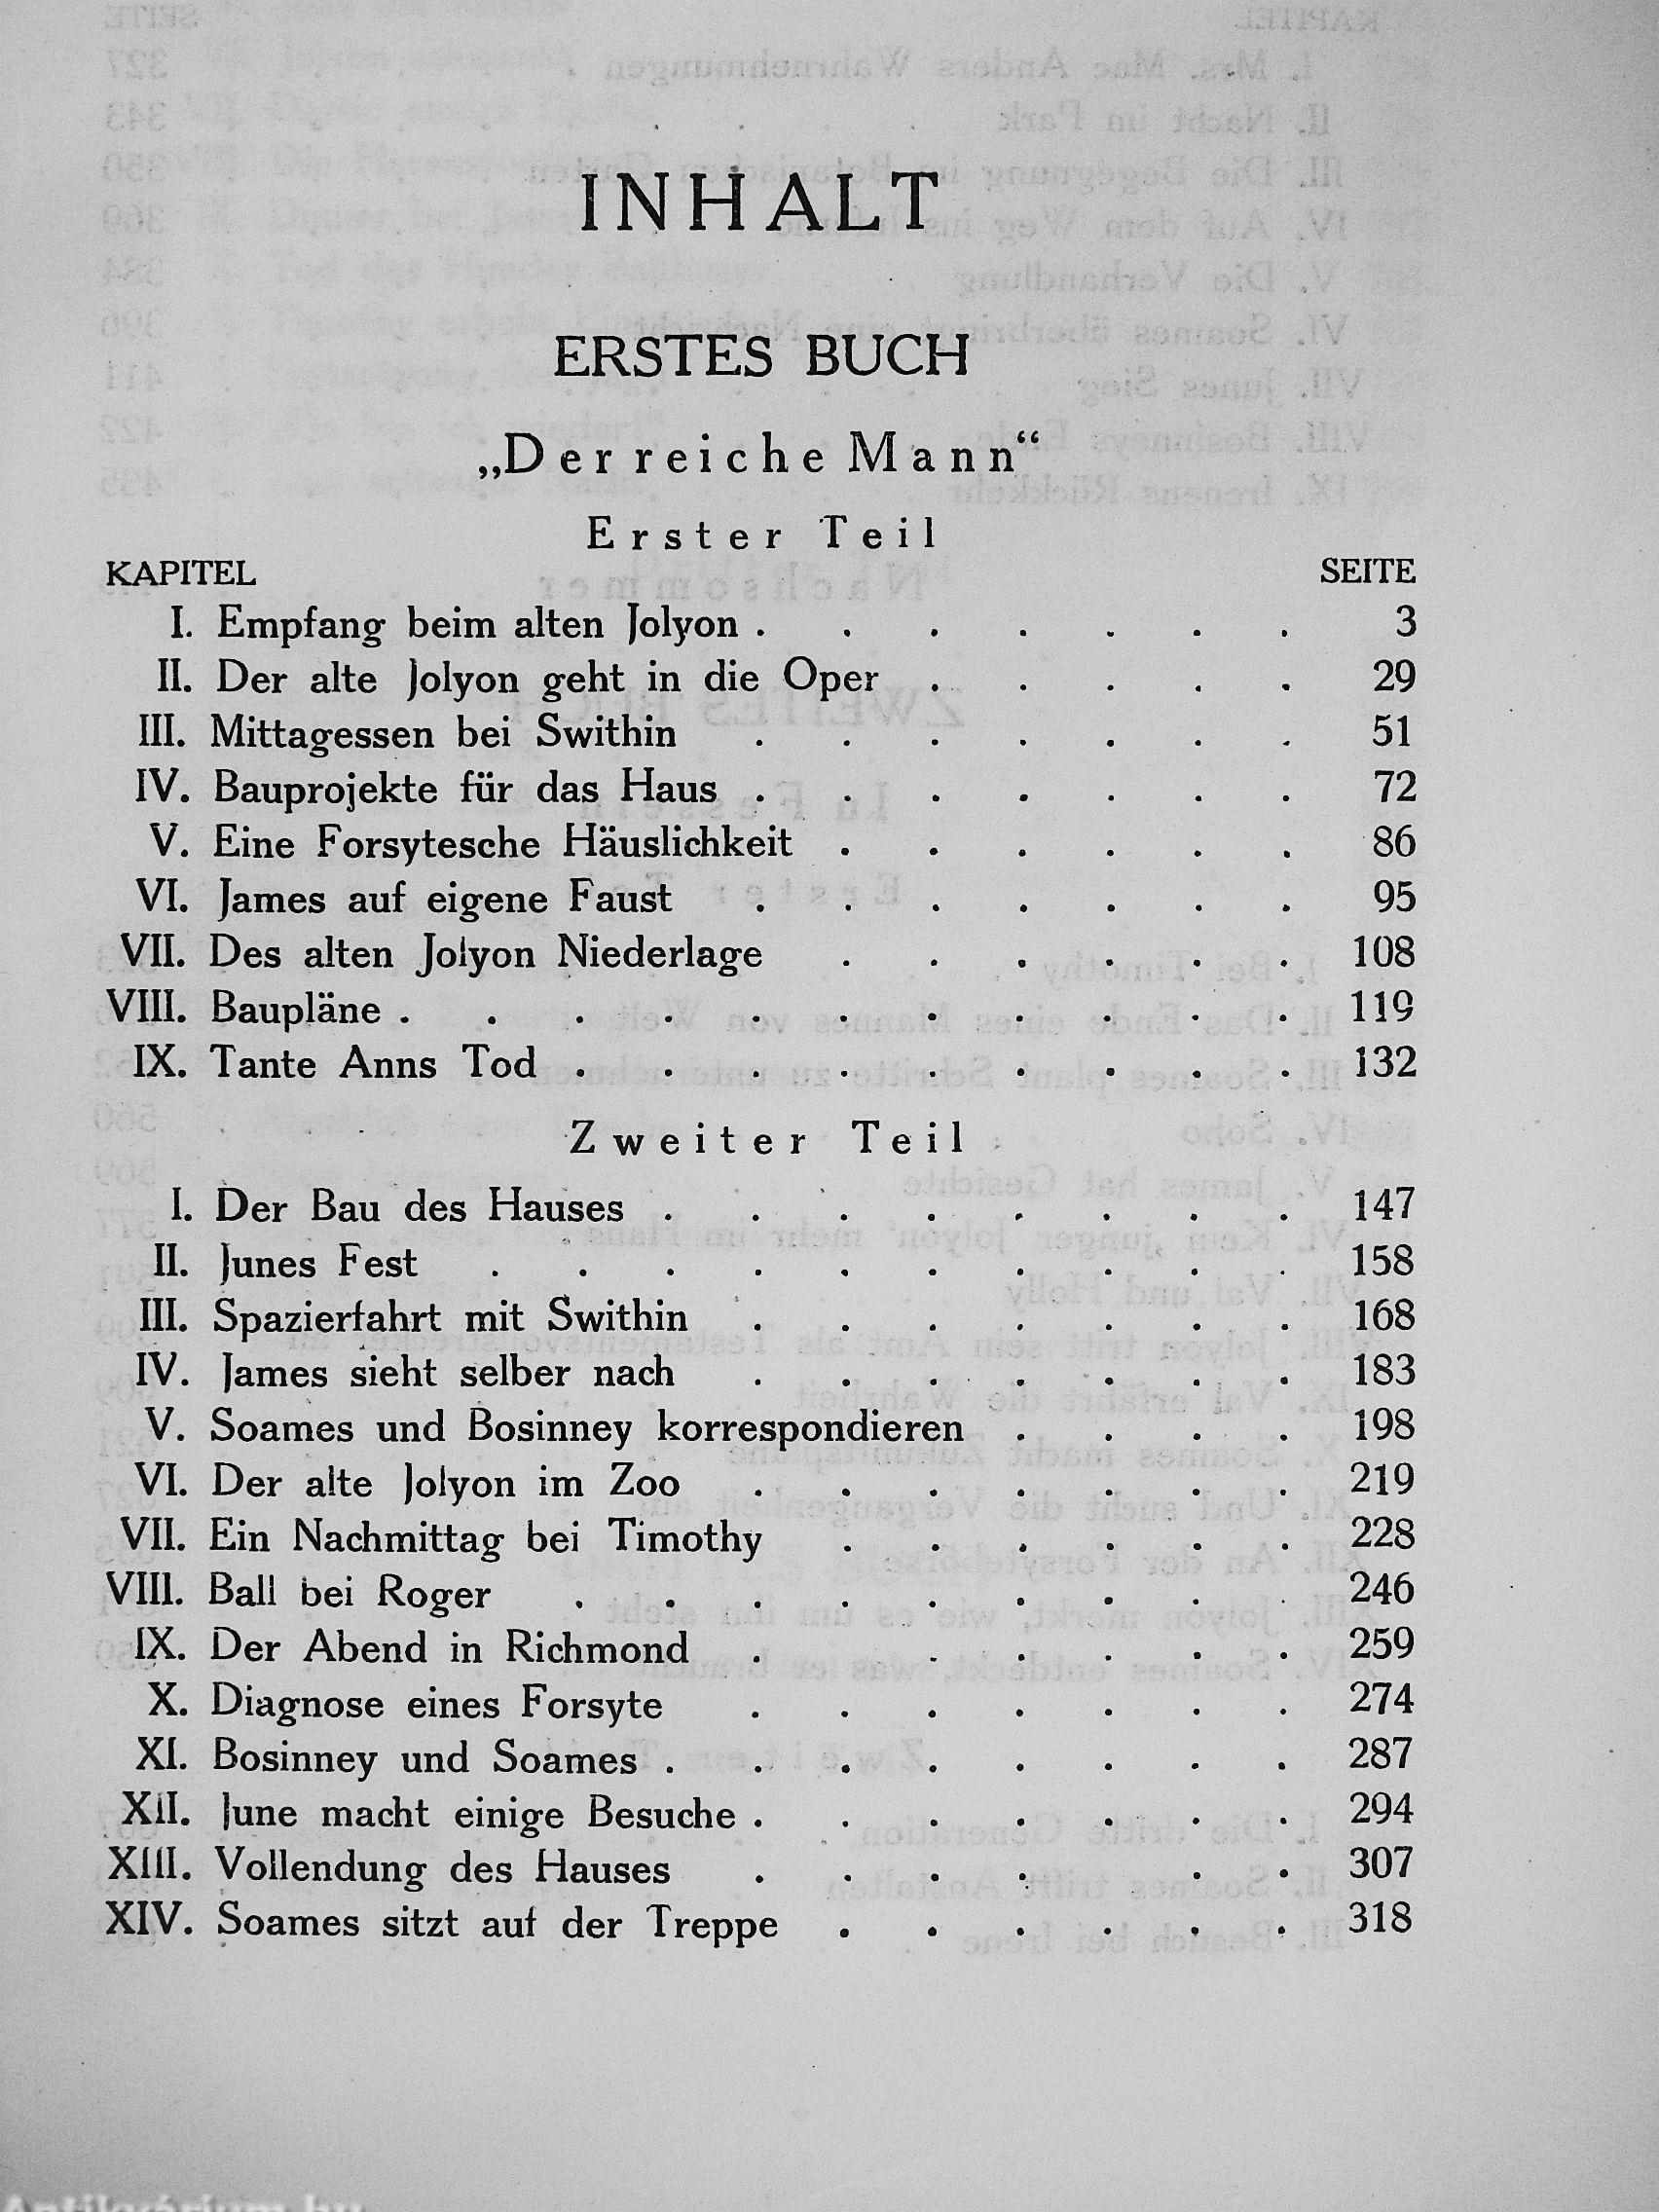 INHALT
ERSTES BUCH
„Der reiche Mann“
Erster Teil
KAPITEL SEITE
I. Empfang beim alten Jolyon . . . . . . . 3
II. Der alte Jolyon geht in die Oper . . . . . 29
III. Mittagessen bei Swithin . . . . . . . 51
IV. Bauprojekte für das Haus . . . . . . . 72
V. Eine Forsytesche Häuslichkeit . . . . . . 86
VI. James auf eigene Faust . . . . . . . 95
VII. Des alten Jolyon Niederlage . . . . . . 108
VIII. Baupläne . . . . . . . . . . . 119
IX. Tante Anns Tod . . . . . . . . . 132
Zweiter Teil
I. Der Bau des Hauses . . . . . . . . 147
II. Junes Fest . . . . . . . . . . 158
III. Spazierfahrt mit Swithin . . . . . . . 168
IV. James sieht selber nach . . . . . . . 183
V. Soames und Bosinney korrespondieren . . . . 198
VI. Der alte Jolyon im Zoo . . . . . . . 219
VII. Ein Nachmittag bei Timothy . . . . . . 228
VIII. Ball bei Roger . . . . . . . . . 246
IX. Der Abend in Richmond . . . . . . . 259
X. Diagnose eines Forsyte . . . . . . . 274
XI. Bosinney und Soames . . . . . . . . 287
XII. June macht einige Besuche . . . . . . . 294
XIII. Vollendung des Hauses . . . . . . . 307
XIV. Soames sitzt auf der Treppe . . . . . . 318